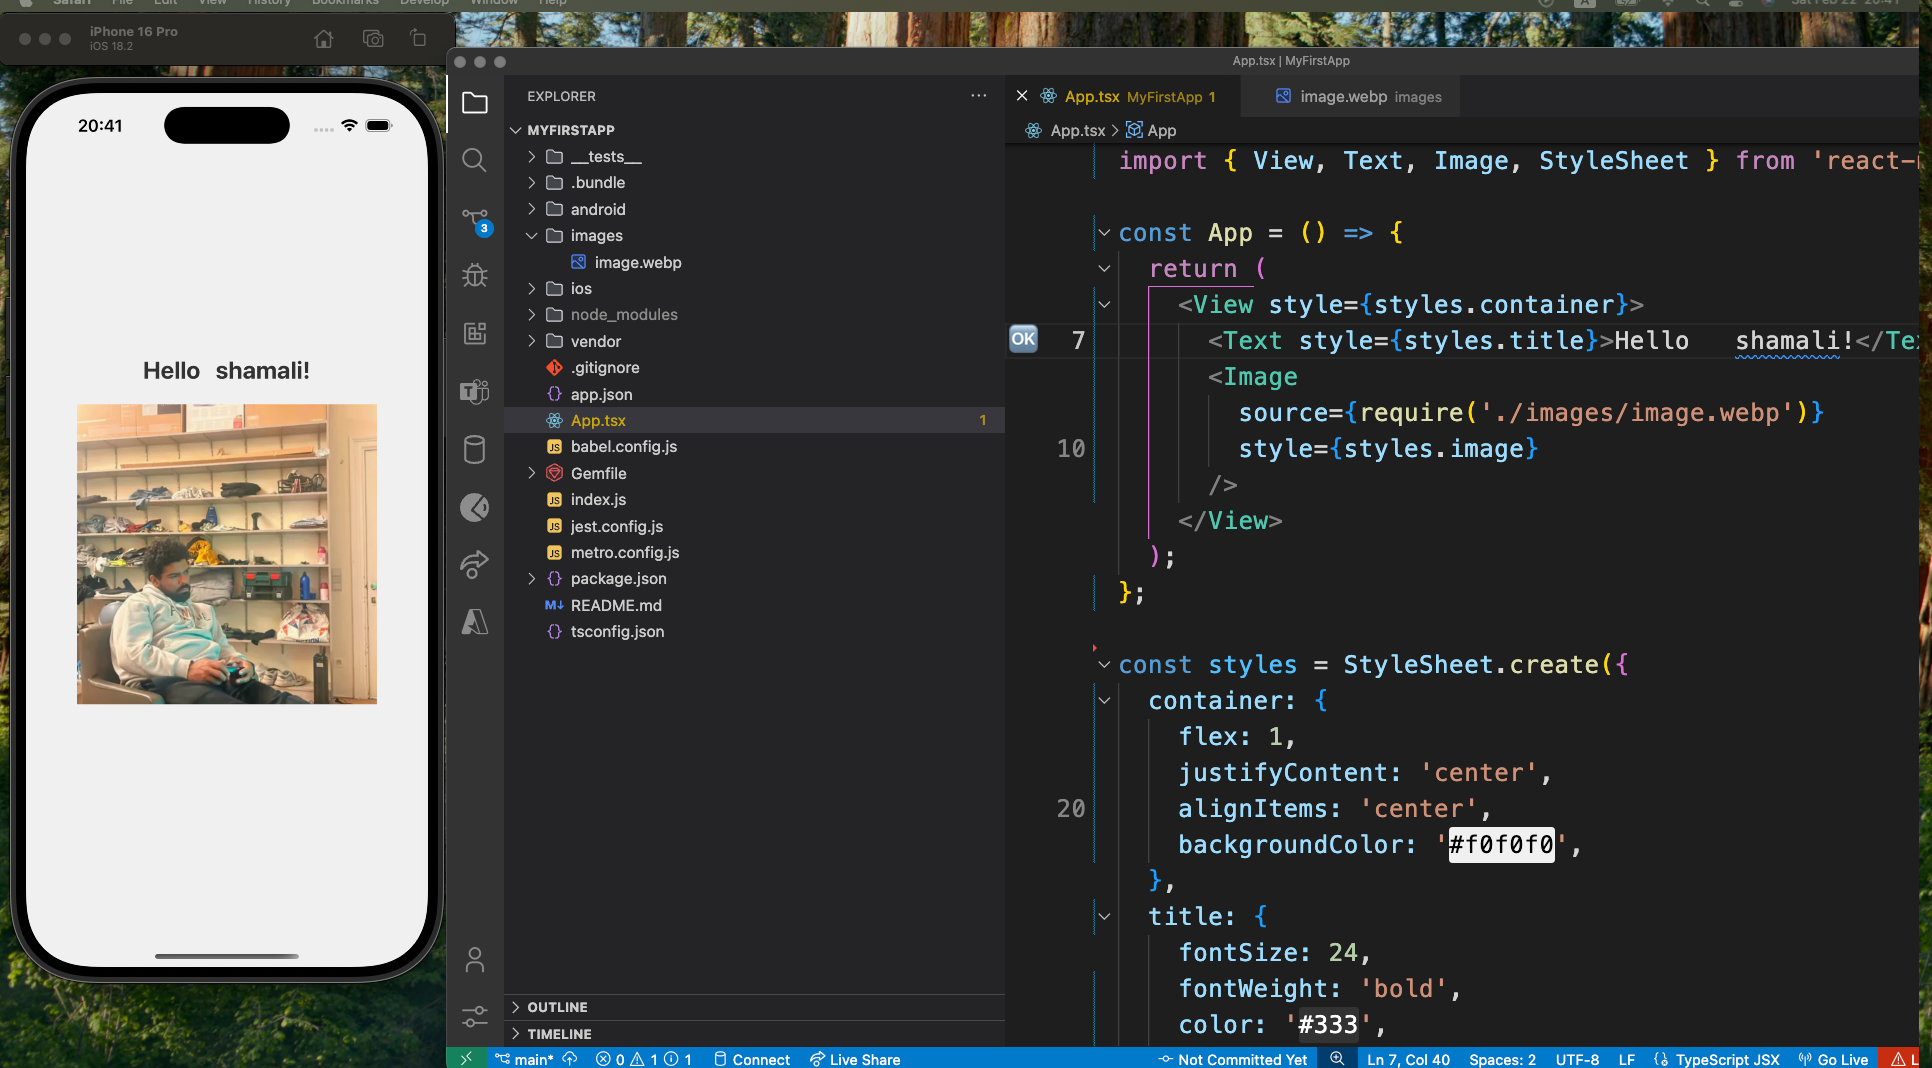 Safari File Edit View History Bookmarks Develop Window Help
Sat Feb 22 20:41
iPhone 16 Pro
iOS 18.2
20:41
Hello shamali!
App.tsx | MyFirstApp
EXPLORER
MYFIRSTAPP
__tests__
.bundle
android
images
image.webp
ios
node_modules
vendor
.gitignore
app.json
App.tsx 1
babel.config.js
Gemfile
index.js
jest.config.js
metro.config.js
package.json
README.md
tsconfig.json
OUTLINE
TIMELINE
3
App.tsx MyFirstApp 1
image.webp images
App.tsx > App
import { View, Text, Image, StyleSheet } from 'react-
const App = () => {
return (
<View style={styles.container}>
OK 7 <Text style={styles.title}>Hello shamali!</Te
<Image
source={require('./images/image.webp')}
10 style={styles.image}
/>
</View>
);
};
const styles = StyleSheet.create({
container: {
flex: 1,
justifyContent: 'center',
20 alignItems: 'center',
backgroundColor: '#f0f0f0',
},
title: {
fontSize: 24,
fontWeight: 'bold',
color: '#333',
main* 0 1 1 Connect Live Share Not Committed Yet Ln 7, Col 40 Spaces: 2 UTF-8 LF {} TypeScript JSX Go Live L